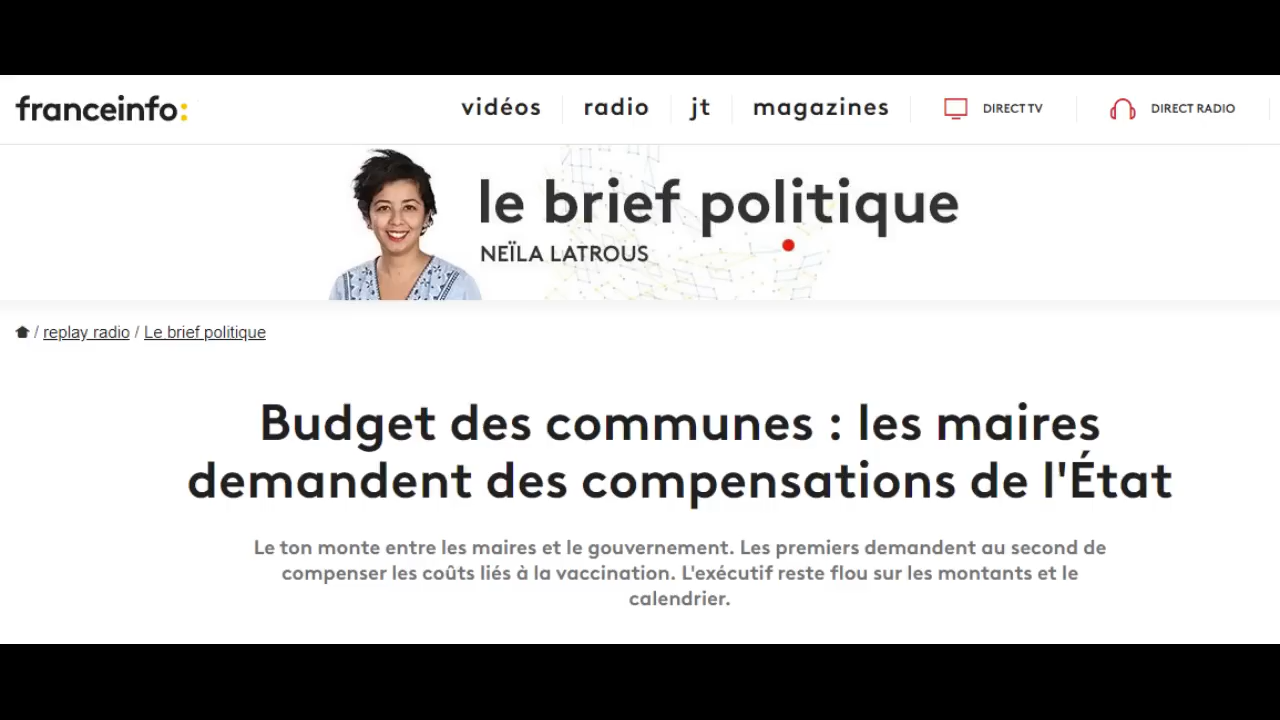 franceinfo:
vidéos
radio
jt
magazines
DIRECT TV
DIRECT RADIO
le brief politique
NEÏLA LATROUS
/ replay radio / Le brief politique
Budget des communes : les maires
demandent des compensations de l'État
Le ton monte entre les maires et le gouvernement. Les premiers demandent au second de
compenser les coûts liés à la vaccination. L'exécutif reste flou sur les montants et le
calendrier.